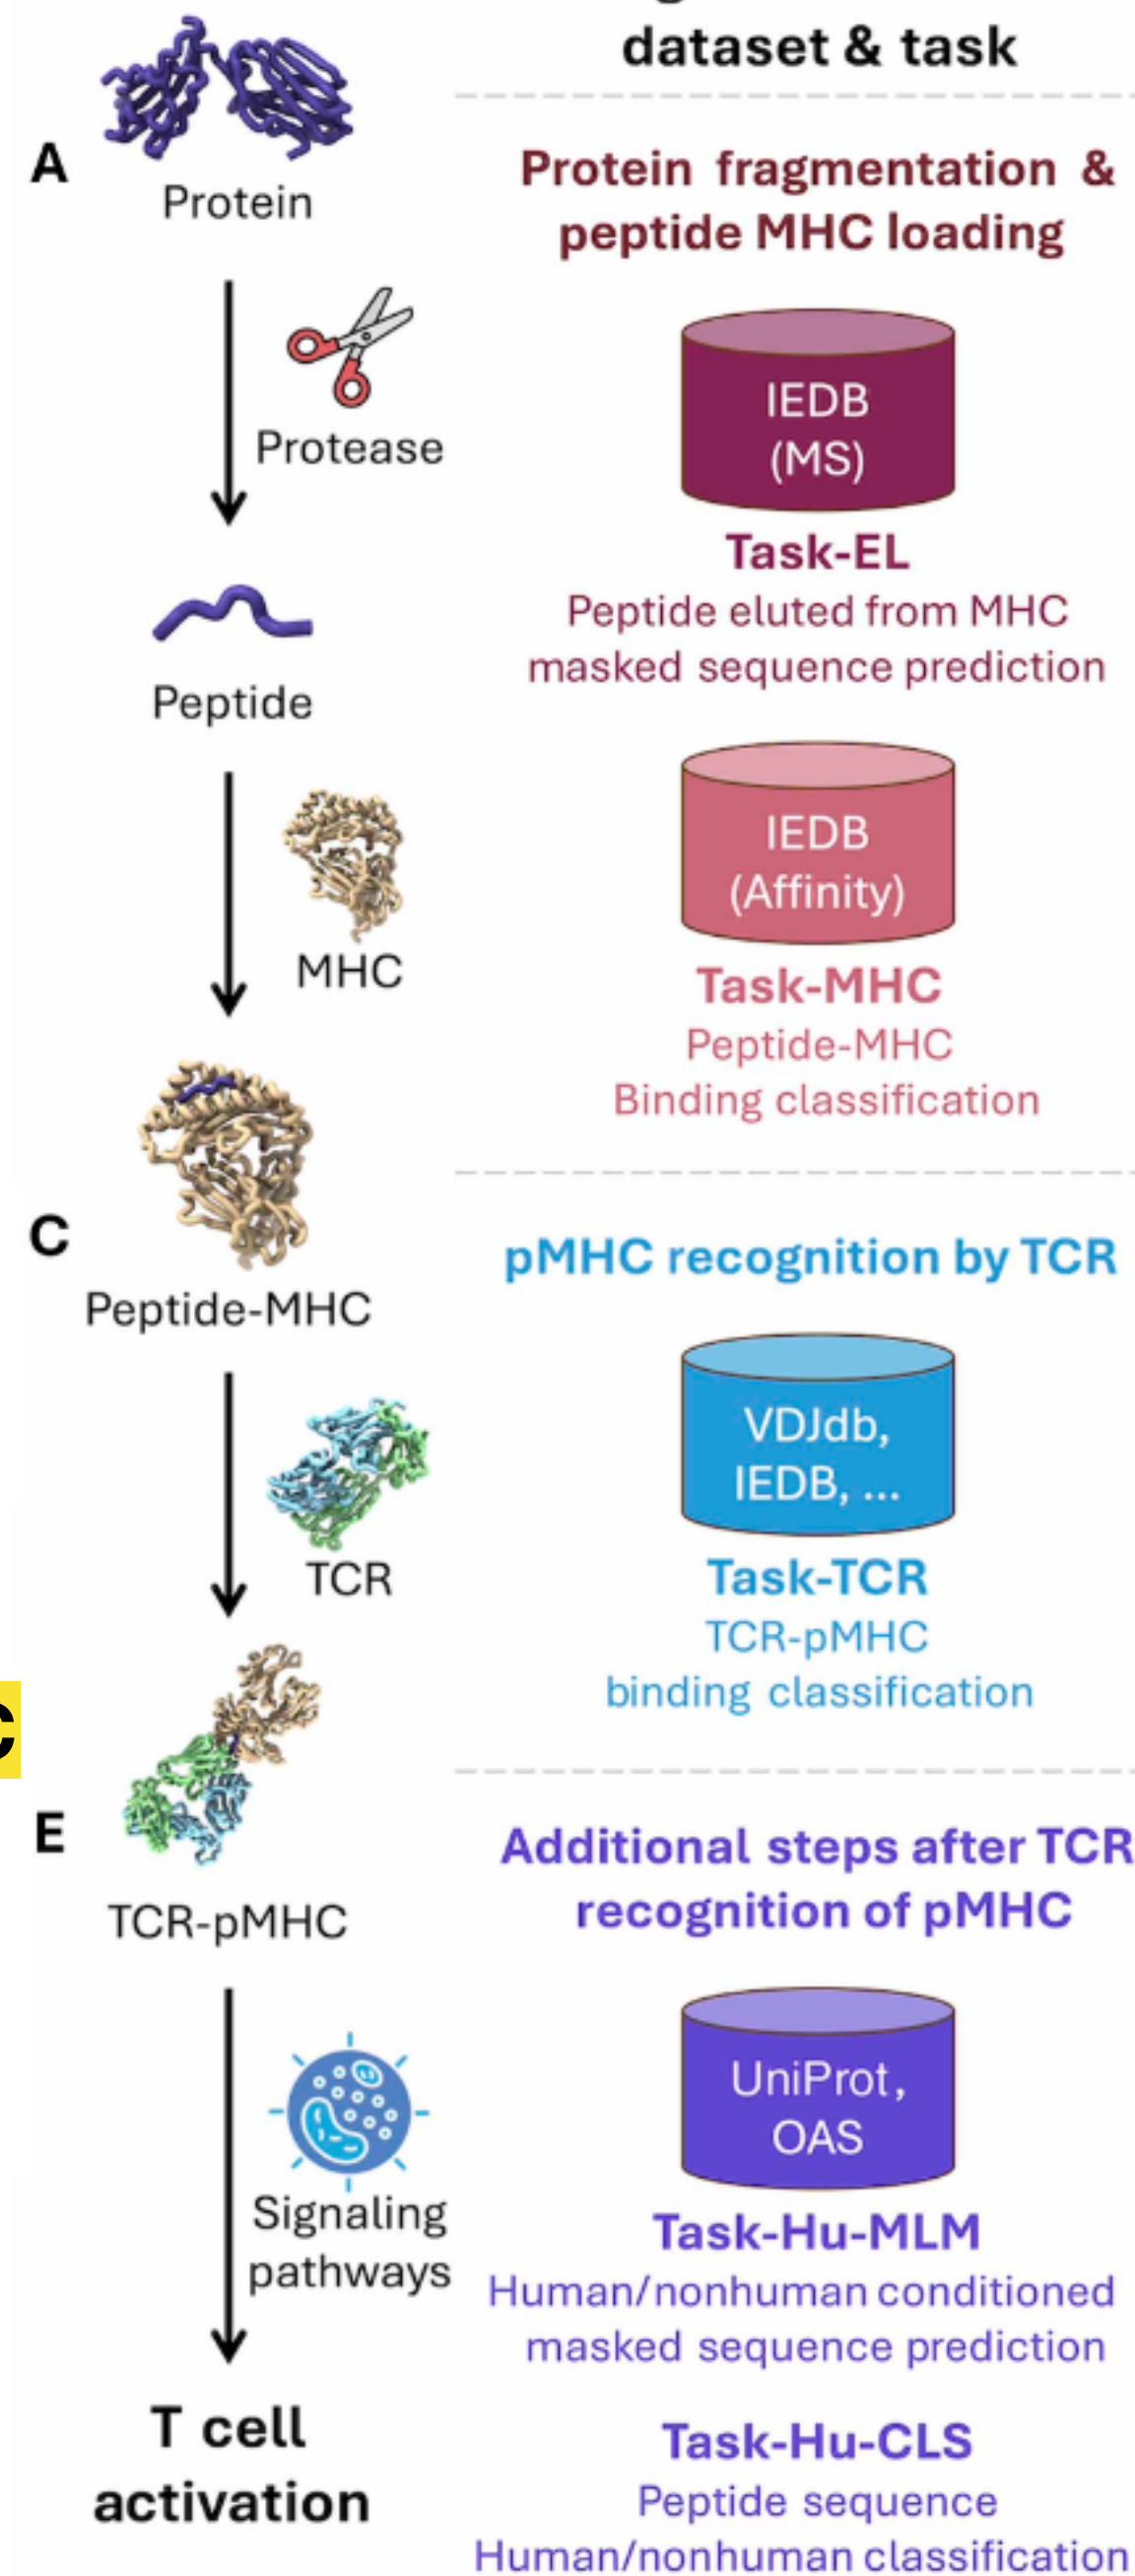 dataset & task
A
Protein
Protein fragmentation &
peptide MHC loading
Protease
IEDB
(MS)
Task-EL
Peptide eluted from MHC
masked sequence prediction
Peptide
MHC
IEDB
(Affinity)
Task-MHC
Peptide-MHC
Binding classification
C
Peptide-MHC
pMHC recognition by TCR
TCR
VDJdb,
IEDB, ...
Task-TCR
TCR-pMHC
binding classification
E
TCR-pMHC
Additional steps after TCR
recognition of pMHC
Signaling
pathways
UniProt,
OAS
Task-Hu-MLM
Human/nonhuman conditioned
masked sequence prediction
T cell
activation
Task-Hu-CLS
Peptide sequence
Human/nonhuman classification